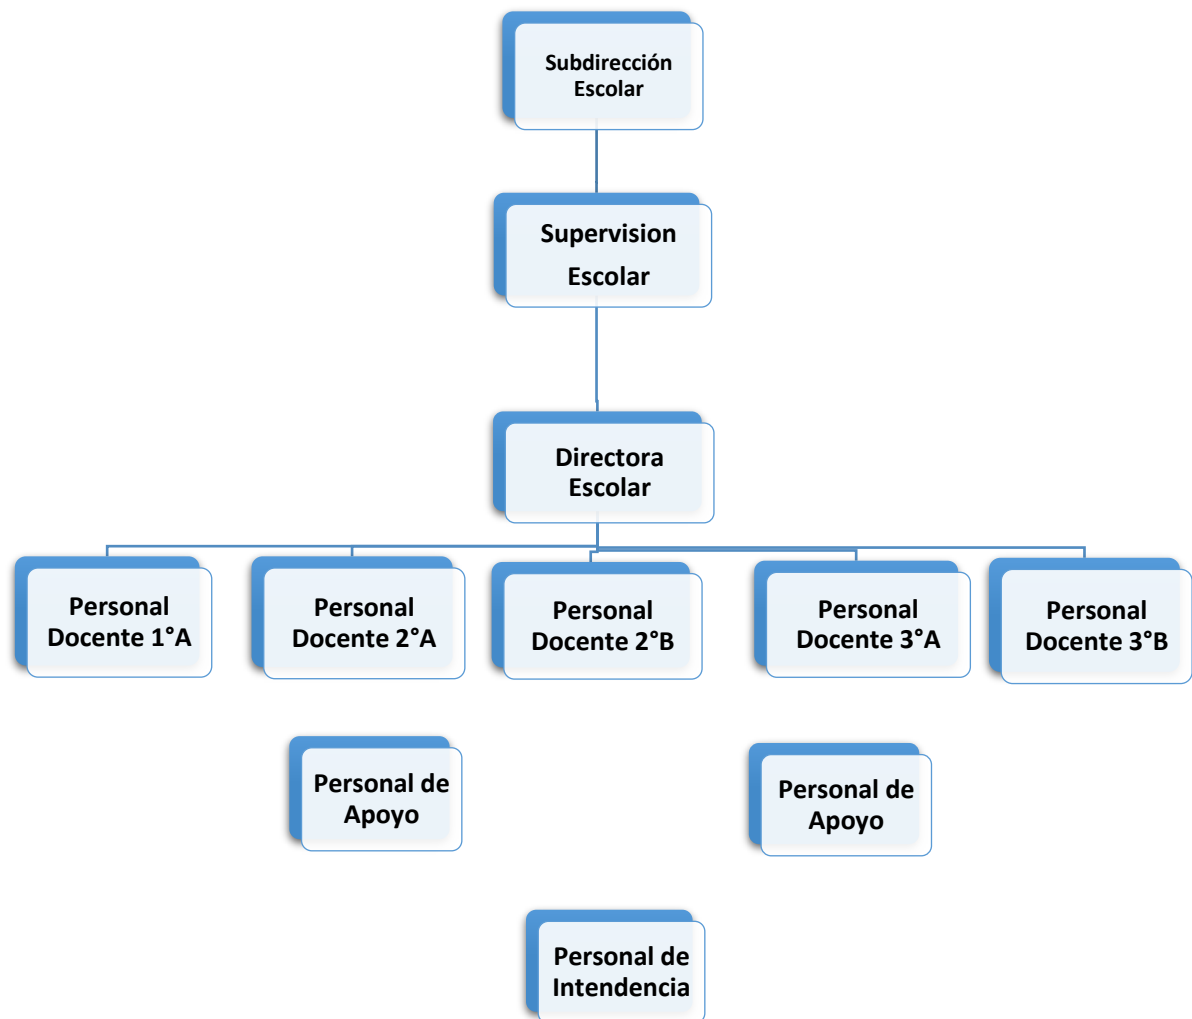 Subdirección
Escolar
Supervision
Escolar
Directora
Escolar
Personal
Docente 1°A
Personal
Docente 2°A
Personal
Docente 2°B
Personal
Docente 3°A
Personal
Docente 3°B
Personal de
Apoyo
Personal de
Apoyo
Personal de
Intendencia